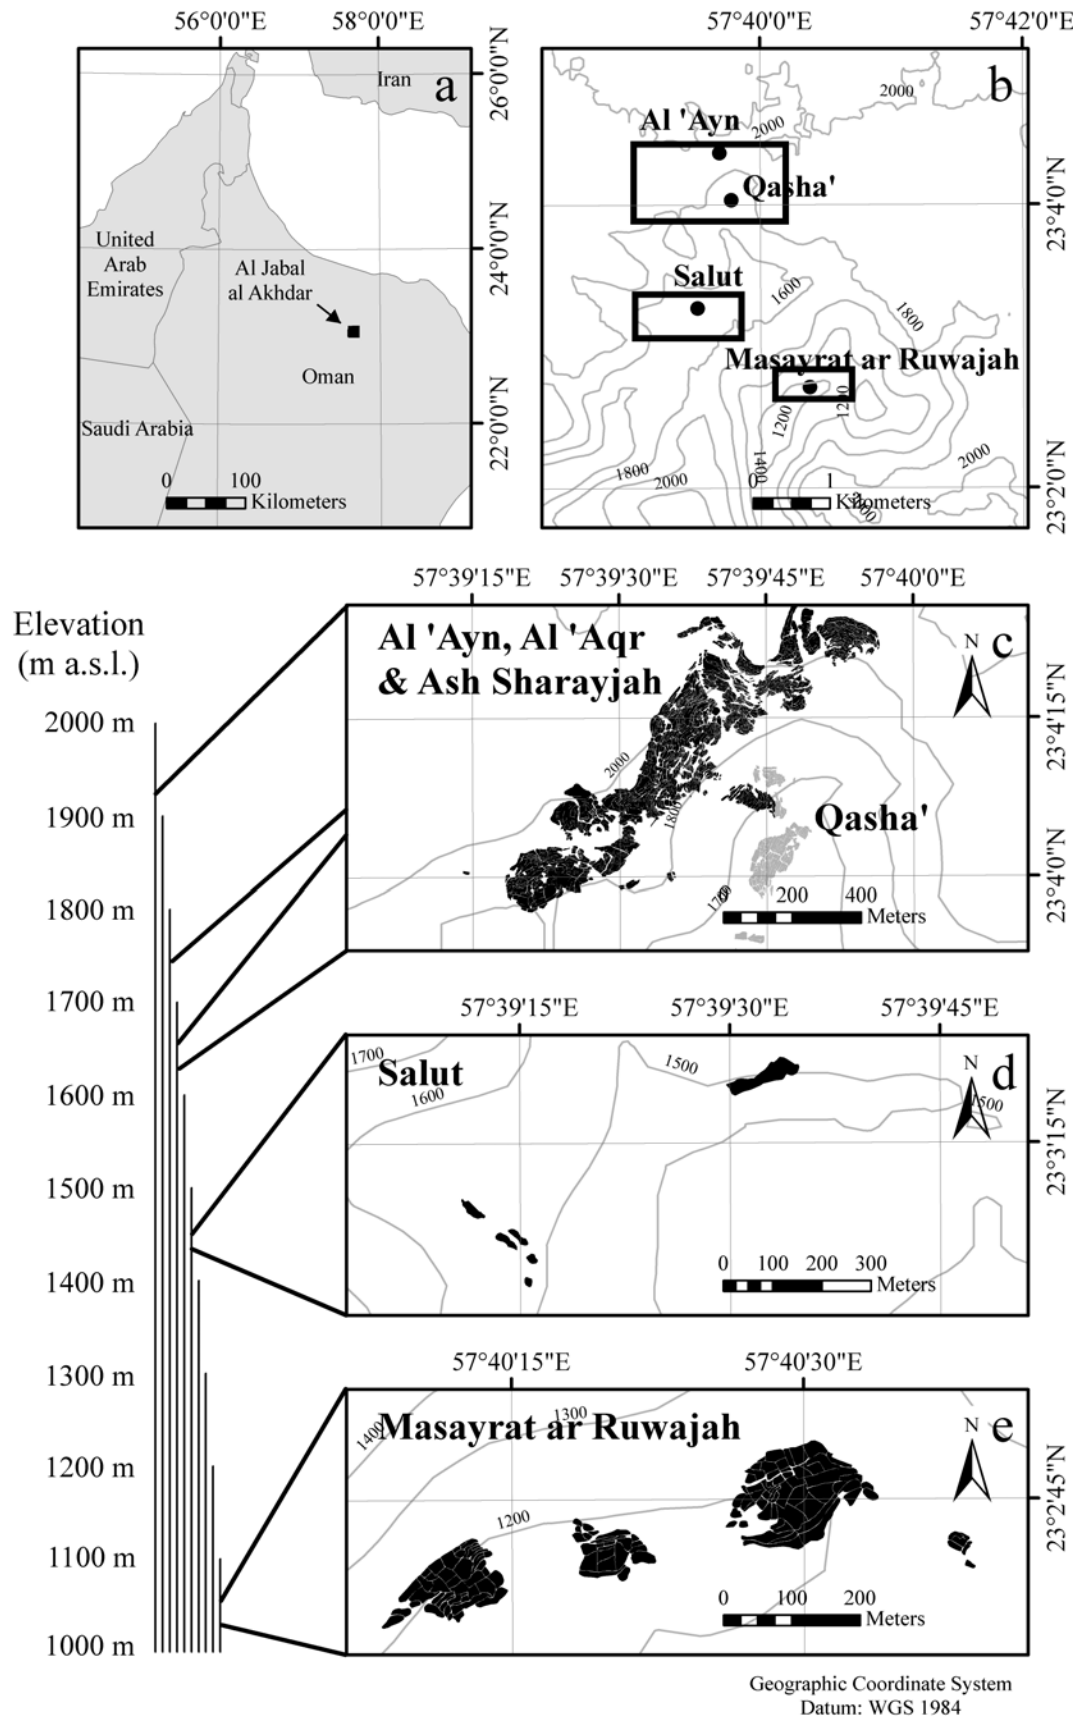 56°0'0"E 58°0'0"E
57°40'0"E 57°42'0"E
a
Iran
26°0'0"N
24°0'0"N
22°0'0"N
United
Arab
Emirates
Al Jabal
al Akhdar
Oman
Saudi Arabia
0 100
Kilometers
b
2000
Al 'Ayn
2000
Qasha'
23°4'0"N
Salut
1600
1800
Masayrat ar Ruwajah
1200
1200
1400
1800
2000
2000
0 1
Kilometers
23°2'0"N
57°39'15"E 57°39'30"E 57°39'45"E 57°40'0"E
Elevation
(m a.s.l.)
2000 m
1900 m
1800 m
1700 m
1600 m
1500 m
1400 m
1300 m
1200 m
1100 m
1000 m
Al 'Ayn, Al 'Aqr
& Ash Sharayjah
N
c
23°4'15"N
2000
1800
Qasha'
23°4'0"N
1700
200 400
Meters
57°39'15"E 57°39'30"E 57°39'45"E
1700
Salut
1600
1500
N
d
1500
23°3'15"N
0 100 200 300
Meters
57°40'15"E 57°40'30"E
1300
1400
Masayrat ar Ruwajah
N
e
1200
23°2'45"N
0 100 200
Meters
Geographic Coordinate System
Datum: WGS 1984